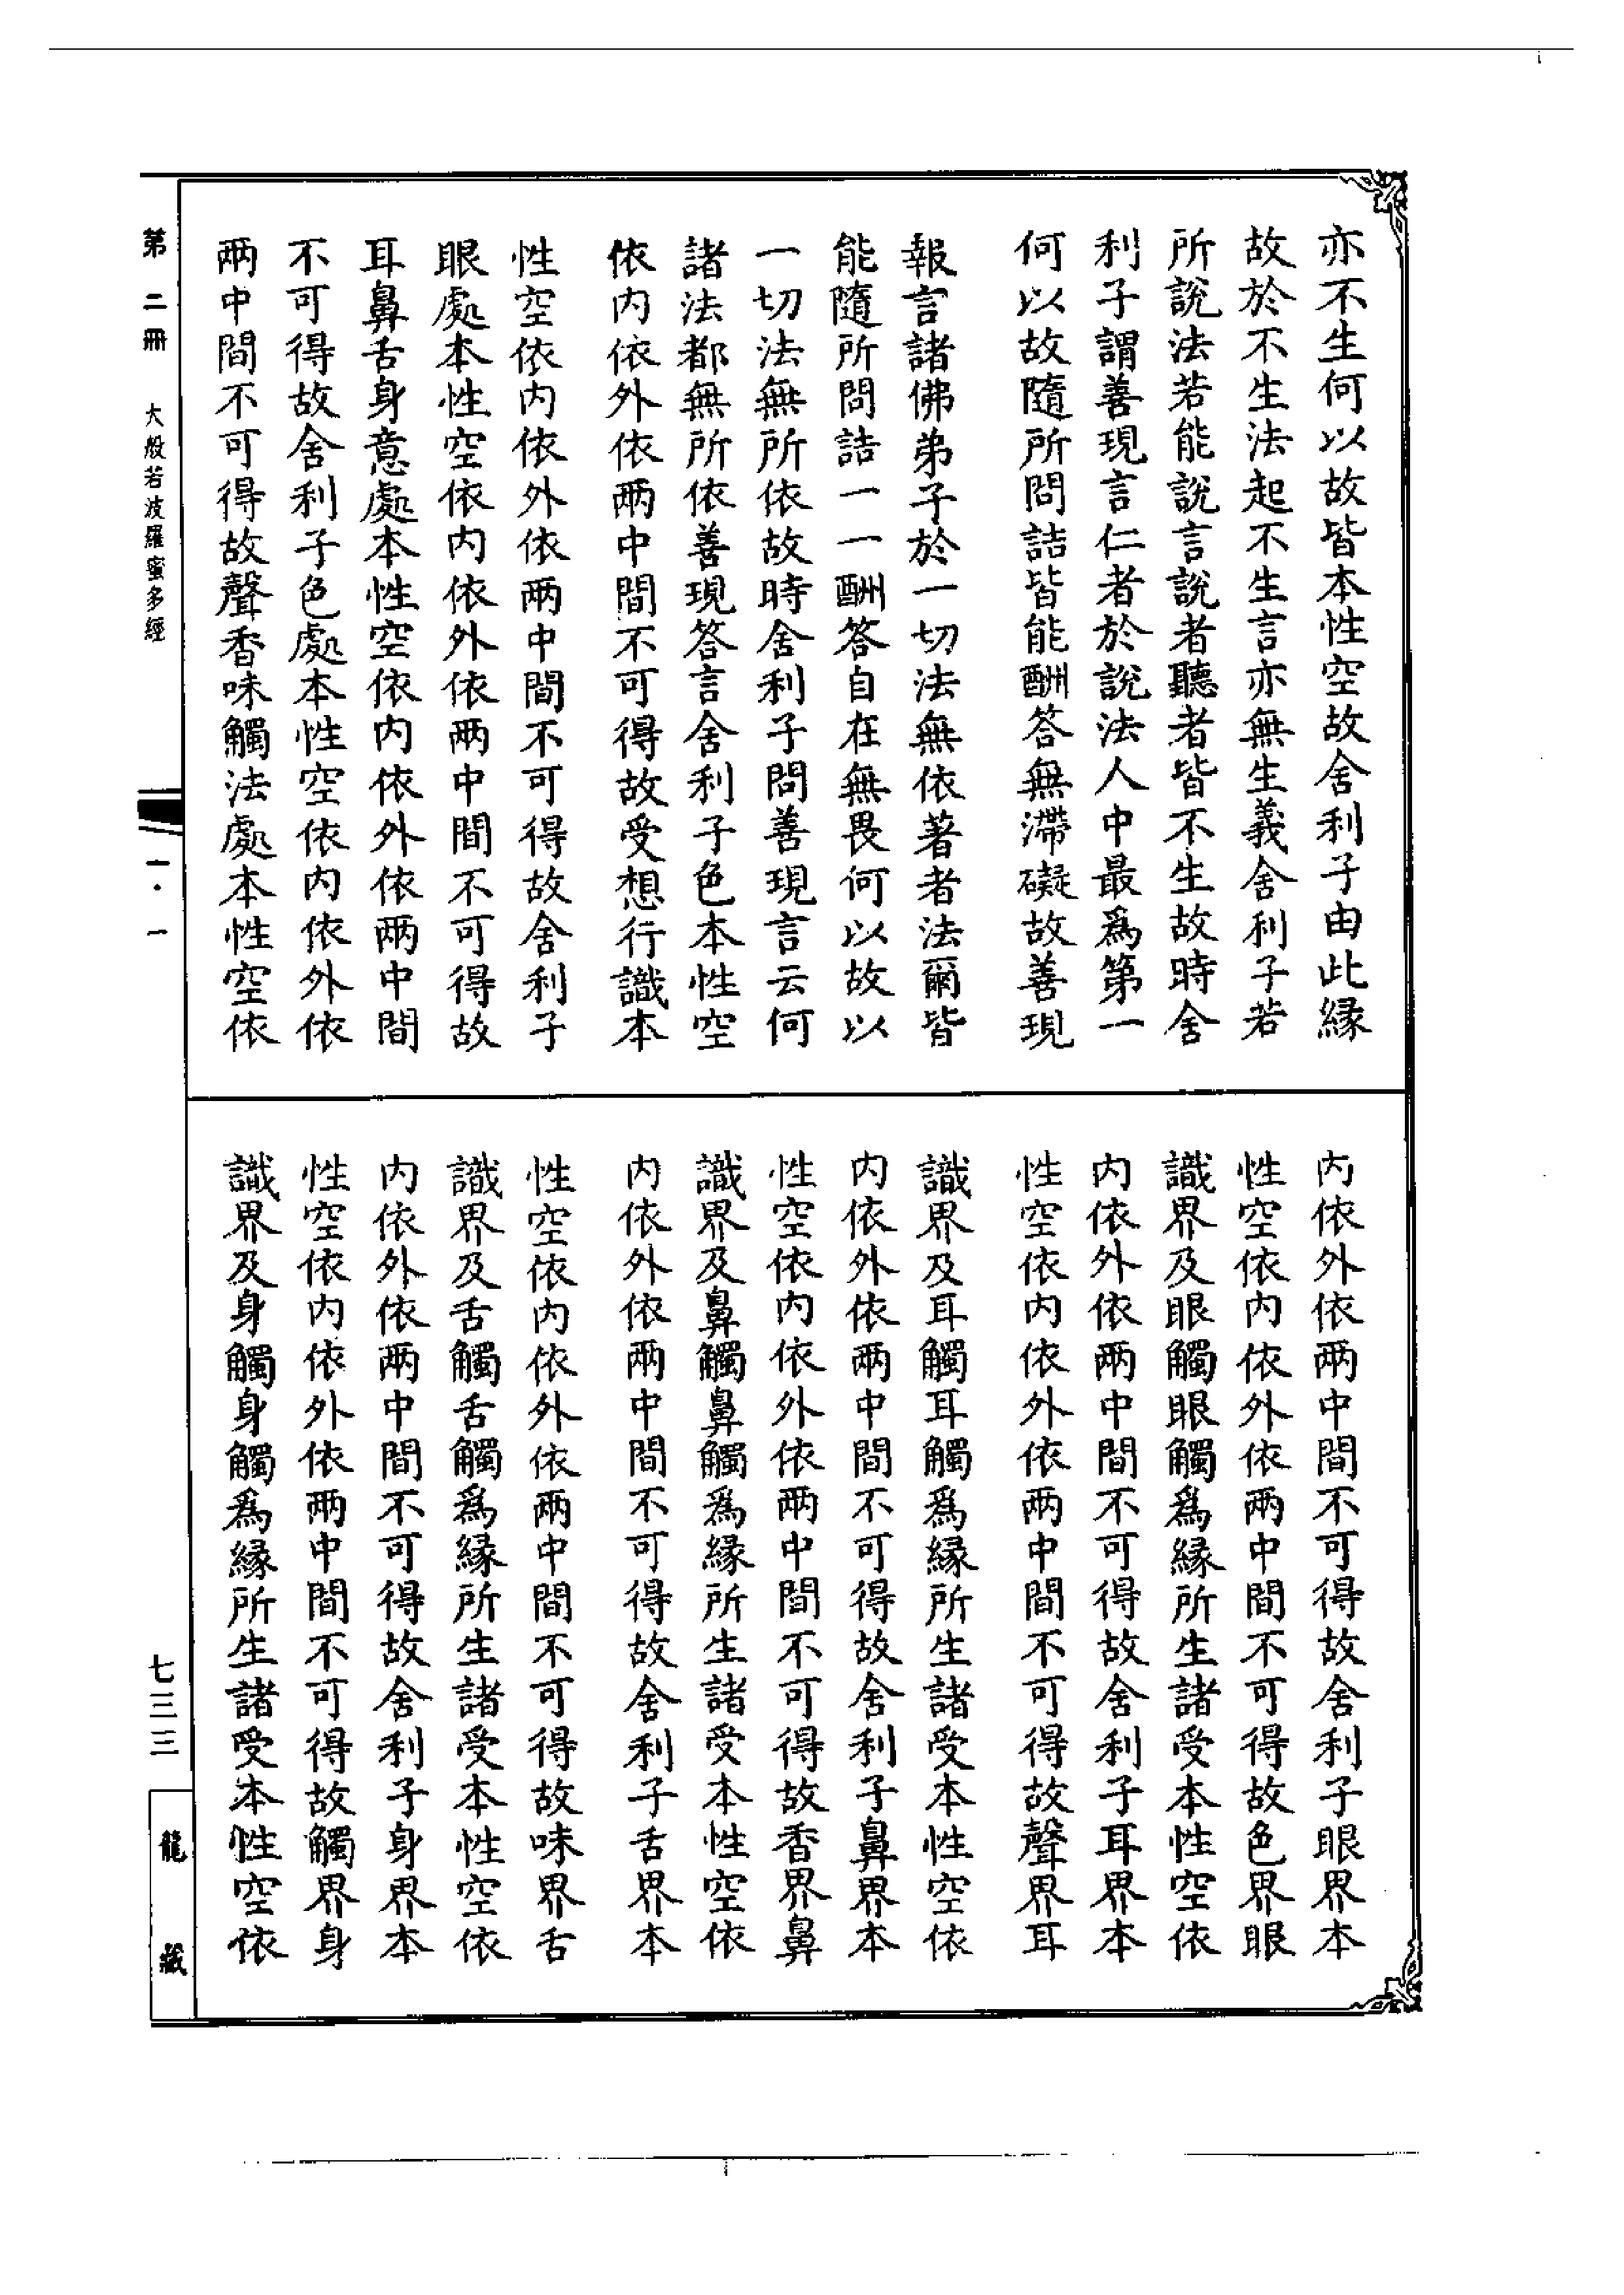 亦不生何以故皆本性空故舍利子由此緣
故於不生法起不生言亦無生義舍利子若
所說法若能說言說者聽者皆不生故時舍
利子謂善現言仁者於說法人中最爲第一
何以故隨所問詰皆能酬答無滯礙故善現
報言諸佛弟子於一切法無依著者法爾皆
能隨所問詰一一酬答自在無畏何以故以
一切法無所依故時舍利子問善現言云何
諸法都無所依善現答言舍利子色本性空
依內依外依兩中間不可得故受想行識本
性空依內依外依兩中間不可得故舍利子
眼處本性空依內依外依兩中間不可得故
耳鼻舌身意處本性空依內依外依兩中間
不可得故舍利子色處本性空依內依外依
兩中間不可得故聲香味觸法處本性空依
內依外依兩中間不可得故舍利子眼界本
性空依內依外依兩中間不可得故色界眼
識界及眼觸眼觸爲緣所生諸受本性空依
內依外依兩中間不可得故舍利子耳界本
性空依內依外依兩中間不可得故聲界耳
識界及耳觸耳觸爲緣所生諸受本性空依
內依外依兩中間不可得故舍利子鼻界本
性空依內依外依兩中間不可得故香界鼻
識界及鼻觸鼻觸爲緣所生諸受本性空依
內依外依兩中間不可得故舍利子舌界本
性空依內依外依兩中間不可得故味界舌
識界及舌觸舌觸爲緣所生諸受本性空依
內依外依兩中間不可得故舍利子身界本
性空依內依外依兩中間不可得故觸界身
識界及身觸身觸爲緣所生諸受本性空依
第二冊 大般若波羅蜜多經 一·一 七三三 龍藏